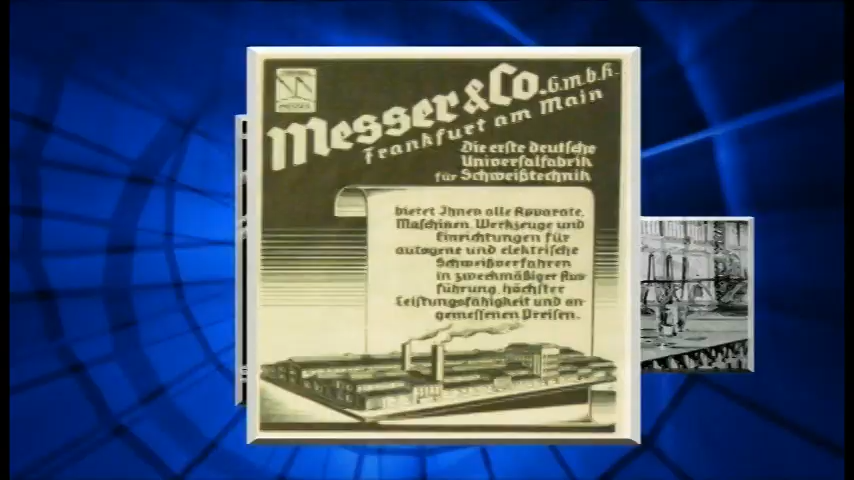 MESSER
Messer & Co. G.m.b.H.
Frankfurt am Main
Die erste deutsche
Universalfabrik
für Schweißtechnik
bietet Ihnen alle Apparate,
Maschinen, Werkzeuge und
Einrichtungen für
autogene und elektrische
Schweißverfahren
in zweckmäßiger Aus-
führung, höchster
Leistungsfähigkeit und an-
gemessenen Preisen.